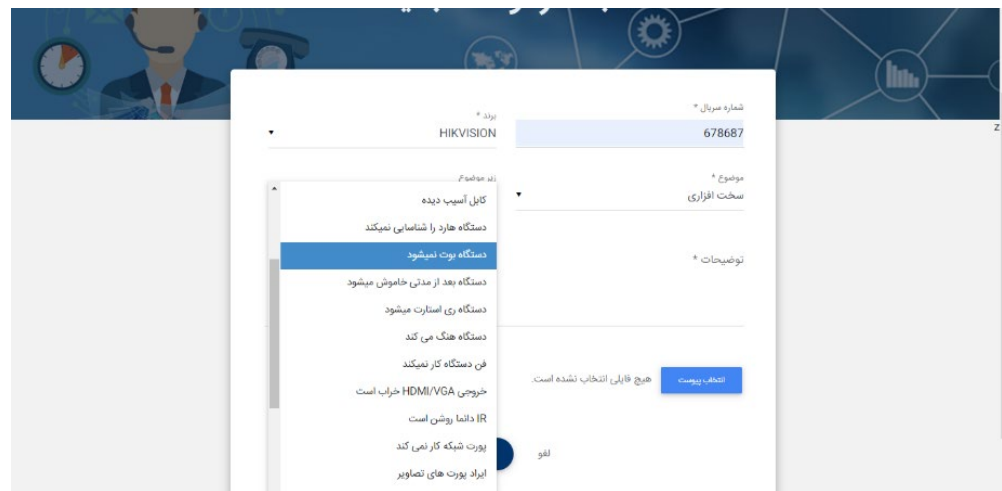 شماره سریال *
678687
برند *
HIKVISION
موضوع *
سخت افزاری
زیر موضوع
کابل آسیب دیده
دستگاه هارد را شناسایی نمیکند
دستگاه بوت نمیشود
دستگاه بعد از مدتی خاموش میشود
دستگاه ری استارت میشود
دستگاه هنگ می کند
فن دستگاه کار نمیکند
خروجی HDMI/VGA خراب است
IR دائما روشن است
پورت شبکه کار نمی کند
ایراد پورت های تصاویر
توضیحات *
انتخاب پیوست
هیچ فایلی انتخاب نشده است.
لغو
z